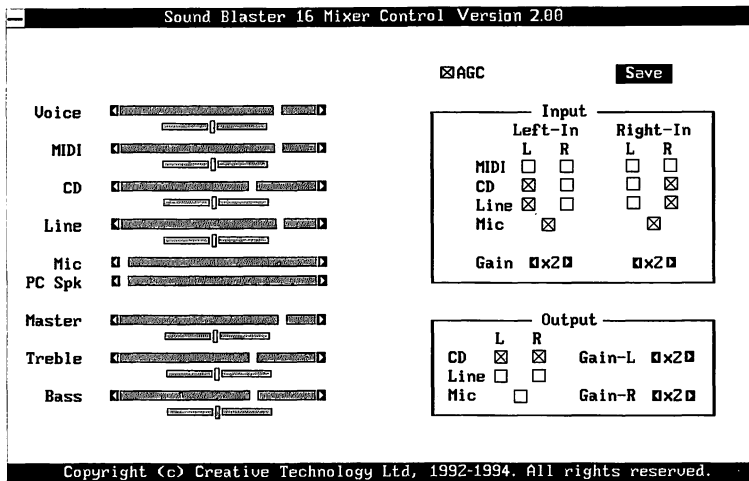 Sound Blaster 16 Mixer Control Version 2.00
AGC
Save
Voice
MIDI
CD
Line
Mic
PC Spk
Master
Treble
Bass
Input
Left-In Right-In
L R L R
MIDI
CD
Line
Mic
Gain x2 x2
Output
L R
CD Gain-L x2
Line
Mic Gain-R x2
Copyright (c) Creative Technology Ltd, 1992-1994. All rights reserved.